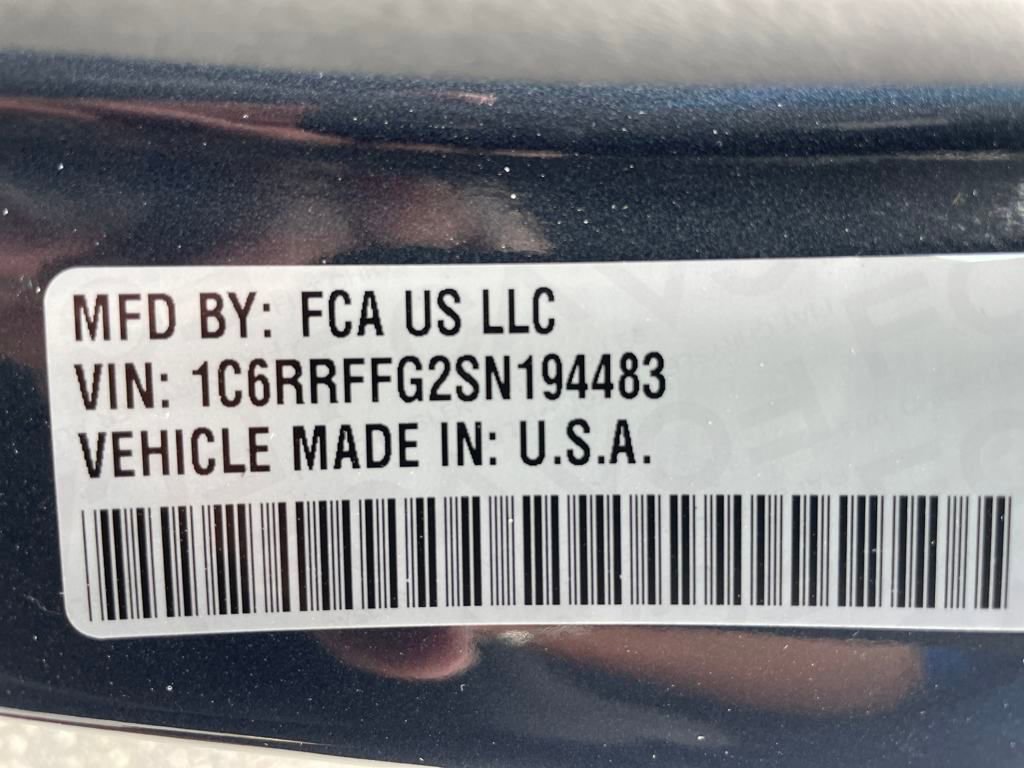 MFD BY: FCA US LLC
VIN: 1C6RRFFG2SN194483
VEHICLE MADE IN: U.S.A.